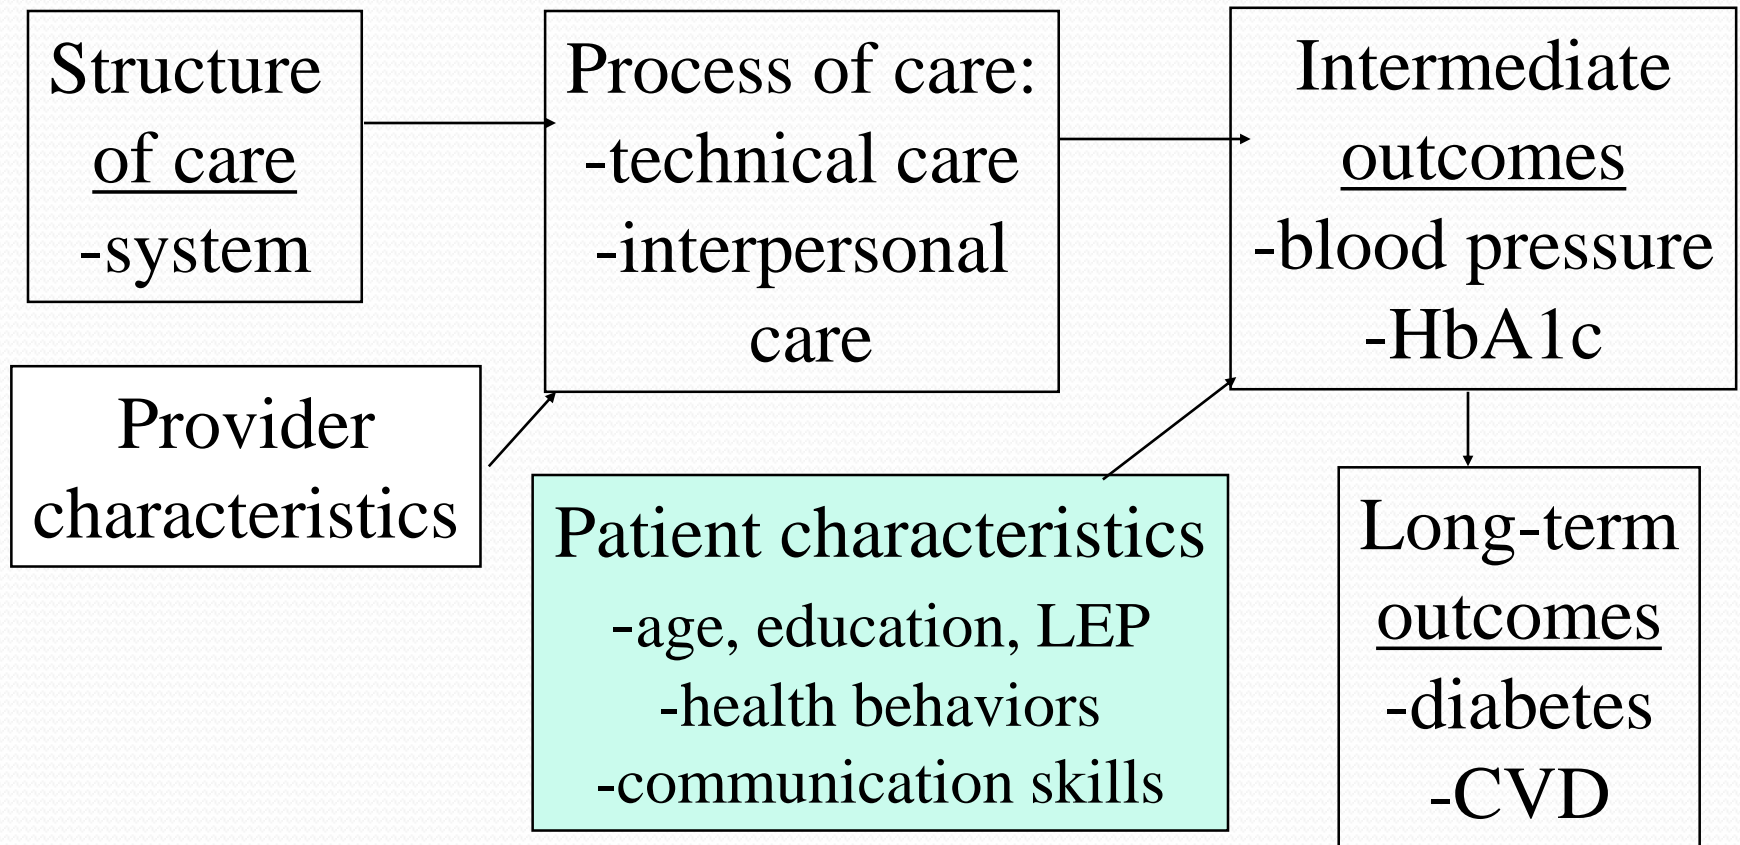 Structure
of care
-system
Process of care:
-technical care
-interpersonal
care
Intermediate
outcomes
-blood pressure
-HbA1c
Provider
characteristics
Patient characteristics
-age, education, LEP
-health behaviors
-communication skills
Long-term
outcomes
-diabetes
-CVD